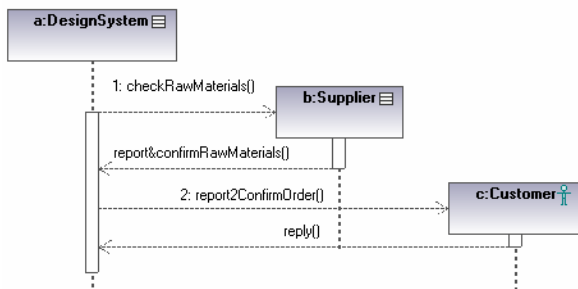 a:DesignSystem
1: checkRawMaterials()
b:Supplier
report&confirmRawMaterials()
2: report2ConfirmOrder()
c:Customer
reply()